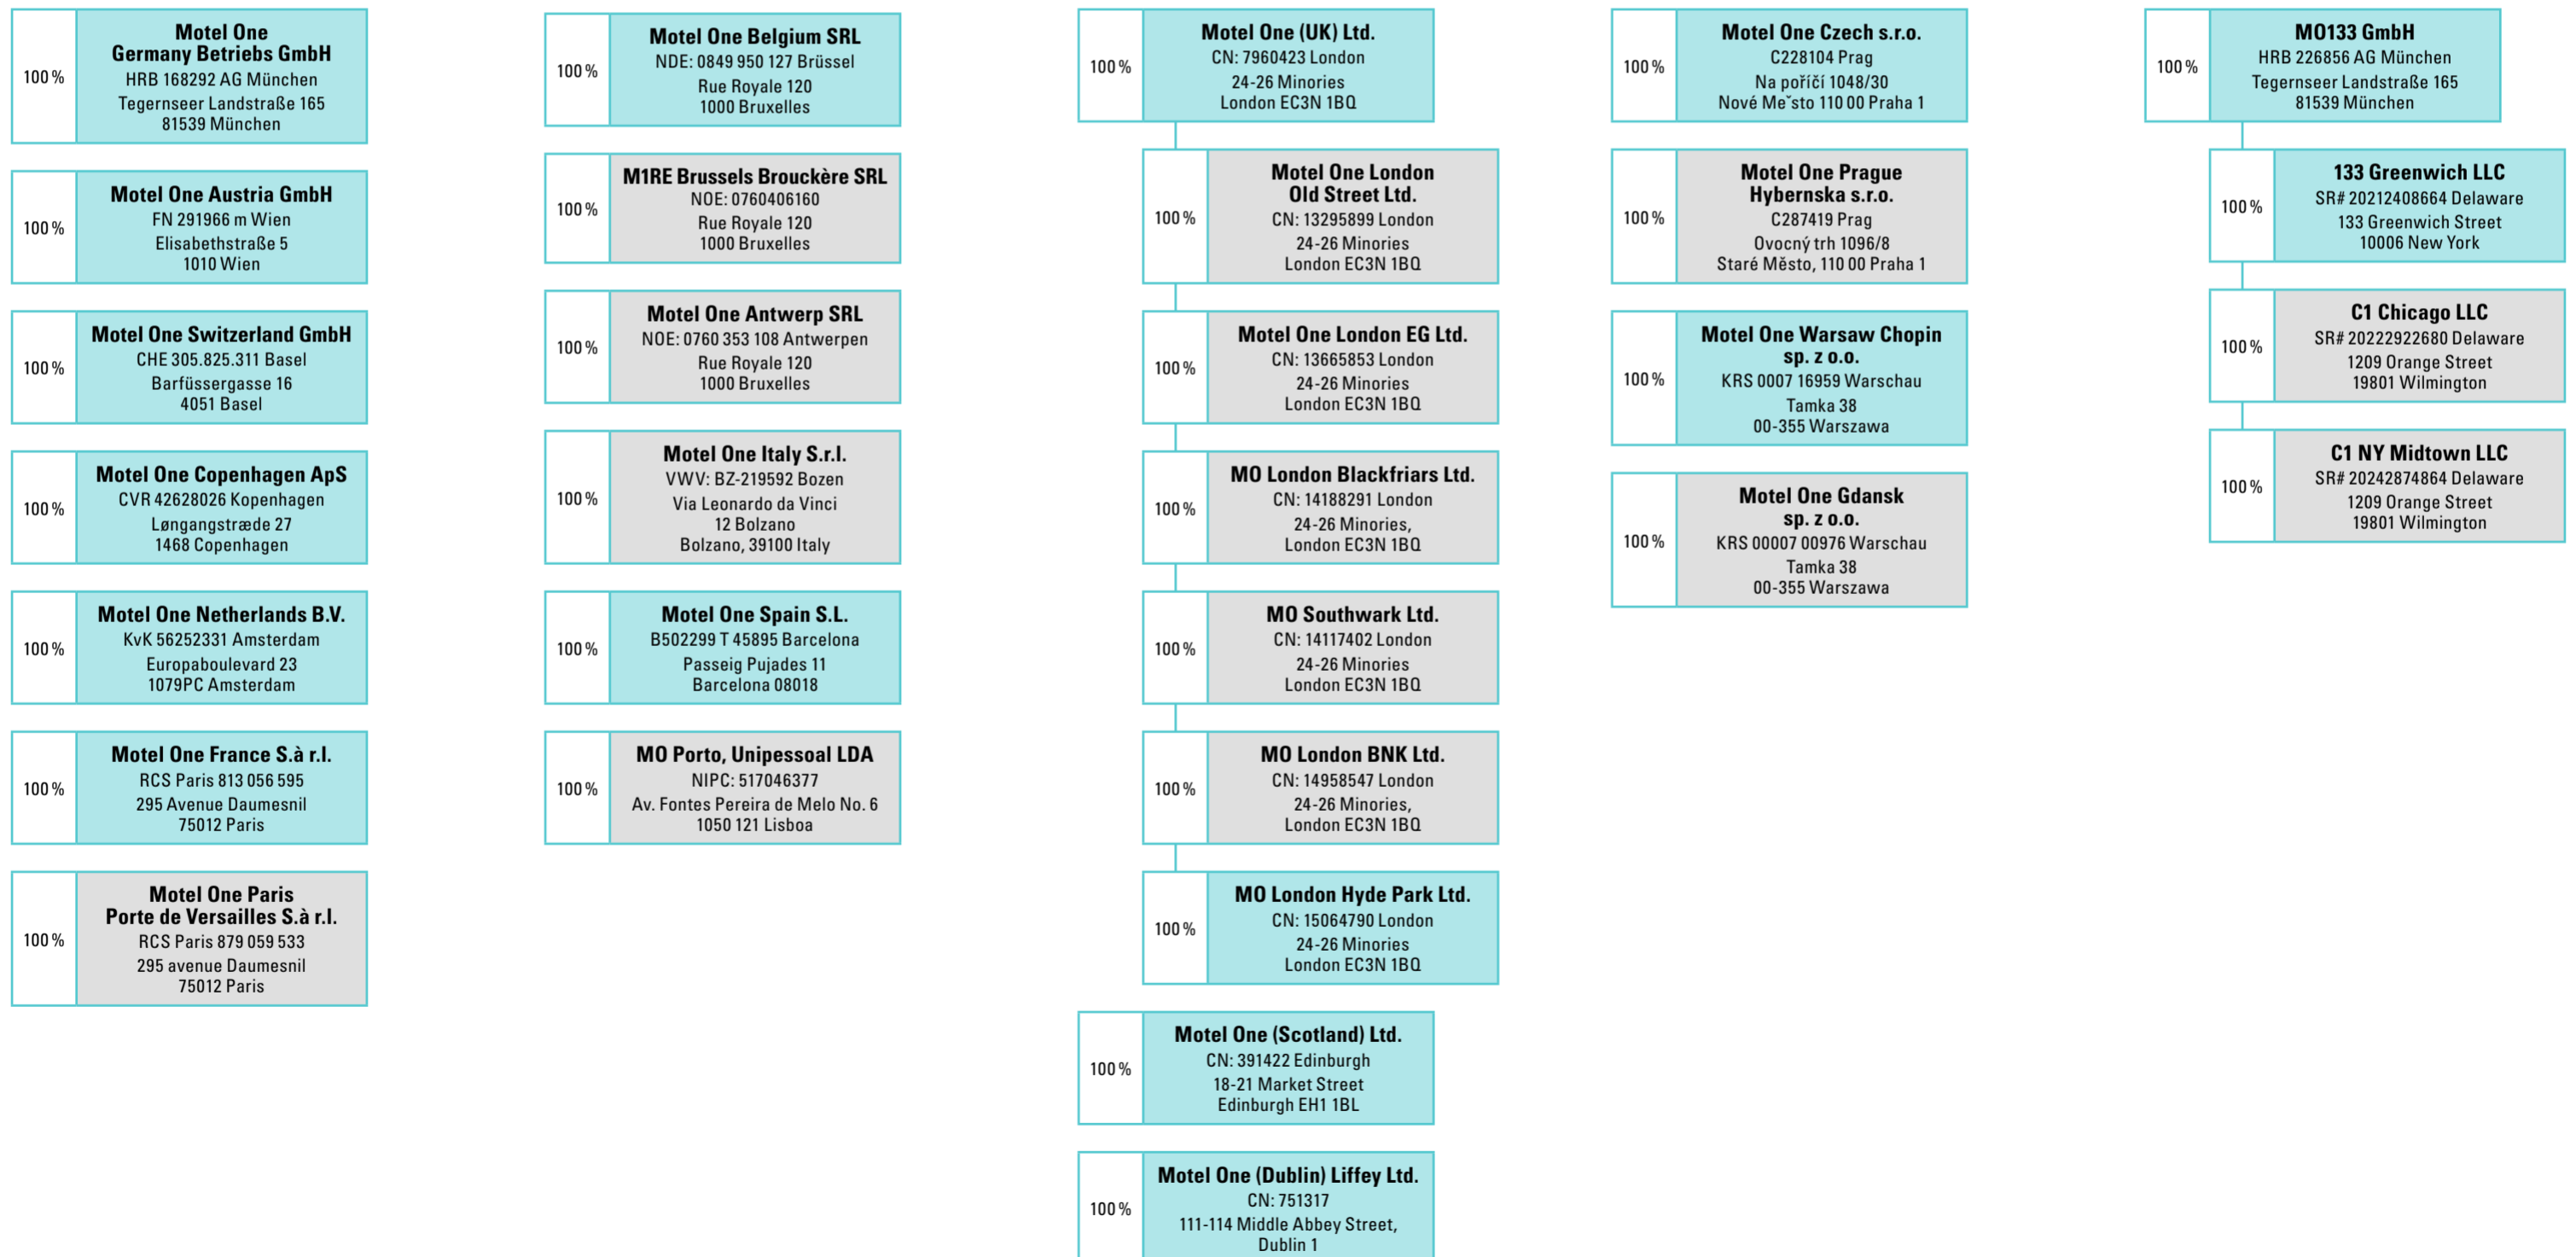 100 %
Motel One
Germany Betriebs GmbH
HRB 168292 AG München
Tegernseer Landstraße 165
81539 München
100 %
Motel One Austria GmbH
FN 291966 m Wien
Elisabethstraße 5
1010 Wien
100 %
Motel One Switzerland GmbH
CHE 305.825.311 Basel
Barfüssergasse 16
4051 Basel
100 %
Motel One Copenhagen ApS
CVR 42628026 Kopenhagen
Løngangstræde 27
1468 Copenhagen
100 %
Motel One Netherlands B.V.
KvK 56252331 Amsterdam
Europaboulevard 23
1079PC Amsterdam
100 %
Motel One France S.à r.l.
RCS Paris 813 056 595
295 Avenue Daumesnil
75012 Paris
100 %
Motel One Paris
Porte de Versailles S.à r.l.
RCS Paris 879 059 533
295 avenue Daumesnil
75012 Paris
100 %
Motel One Belgium SRL
NDE: 0849 950 127 Brüssel
Rue Royale 120
1000 Bruxelles
100 %
M1RE Brussels Brouckère SRL
NOE: 0760406160
Rue Royale 120
1000 Bruxelles
100 %
Motel One Antwerp SRL
NOE: 0760 353 108 Antwerpen
Rue Royale 120
1000 Bruxelles
100 %
Motel One Italy S.r.l.
VWV: BZ-219592 Bozen
Via Leonardo da Vinci
12 Bolzano
Bolzano, 39100 Italy
100 %
Motel One Spain S.L.
B502299 T 45895 Barcelona
Passeig Pujades 11
Barcelona 08018
100 %
MO Porto, Unipessoal LDA
NIPC: 517046377
Av. Fontes Pereira de Melo No. 6
1050 121 Lisboa
100 %
Motel One (UK) Ltd.
CN: 7960423 London
24-26 Minories
London EC3N 1BQ
100 %
Motel One London
Old Street Ltd.
CN: 13295899 London
24-26 Minories
London EC3N 1BQ
100 %
Motel One London EG Ltd.
CN: 13665853 London
24-26 Minories
London EC3N 1BQ
100 %
MO London Blackfriars Ltd.
CN: 14188291 London
24-26 Minories,
London EC3N 1BQ
100 %
MO Southwark Ltd.
CN: 14117402 London
24-26 Minories
London EC3N 1BQ
100 %
MO London BNK Ltd.
CN: 14958547 London
24-26 Minories,
London EC3N 1BQ
100 %
MO London Hyde Park Ltd.
CN: 15064790 London
24-26 Minories
London EC3N 1BQ
100 %
Motel One (Scotland) Ltd.
CN: 391422 Edinburgh
18-21 Market Street
Edinburgh EH1 1BL
100 %
Motel One (Dublin) Liffey Ltd.
CN: 751317
111-114 Middle Abbey Street,
Dublin 1
100 %
Motel One Czech s.r.o.
C228104 Prag
Na poříčí 1048/30
Nové Meˇsto 110 00 Praha 1
100 %
Motel One Prague
Hybernska s.r.o.
C287419 Prag
Ovocný trh 1096/8
Staré Město, 110 00 Praha 1
100 %
Motel One Warsaw Chopin
sp. z o.o.
KRS 0007 16959 Warschau
Tamka 38
00-355 Warszawa
100 %
Motel One Gdansk
sp. z o.o.
KRS 00007 00976 Warschau
Tamka 38
00-355 Warszawa
100 %
MO133 GmbH
HRB 226856 AG München
Tegernseer Landstraße 165
81539 München
100 %
133 Greenwich LLC
SR# 20212408664 Delaware
133 Greenwich Street
10006 New York
100 %
C1 Chicago LLC
SR# 20222922680 Delaware
1209 Orange Street
19801 Wilmington
100 %
C1 NY Midtown LLC
SR# 20242874864 Delaware
1209 Orange Street
19801 Wilmington